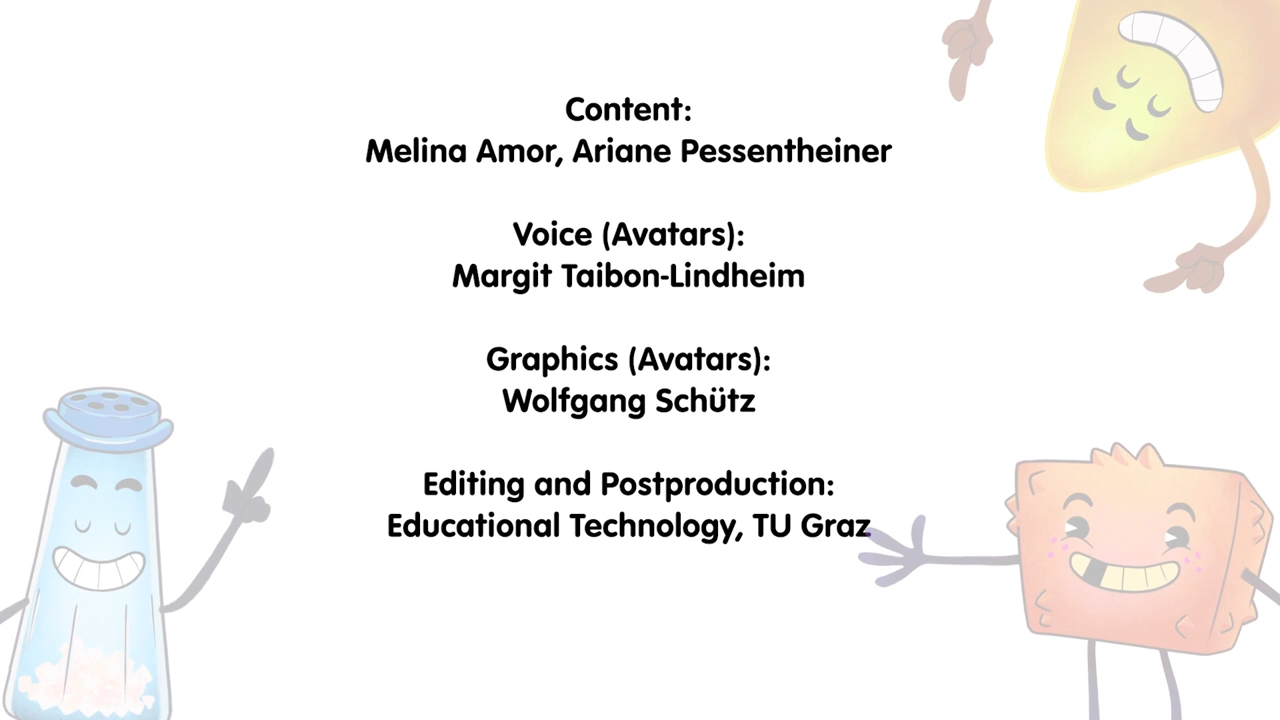 Content:
Melina Amor, Ariane Pessentheiner
Voice (Avatars):
Margit Taibon-Lindheim
Graphics (Avatars):
Wolfgang Schütz
Editing and Postproduction:
Educational Technology, TU Graz